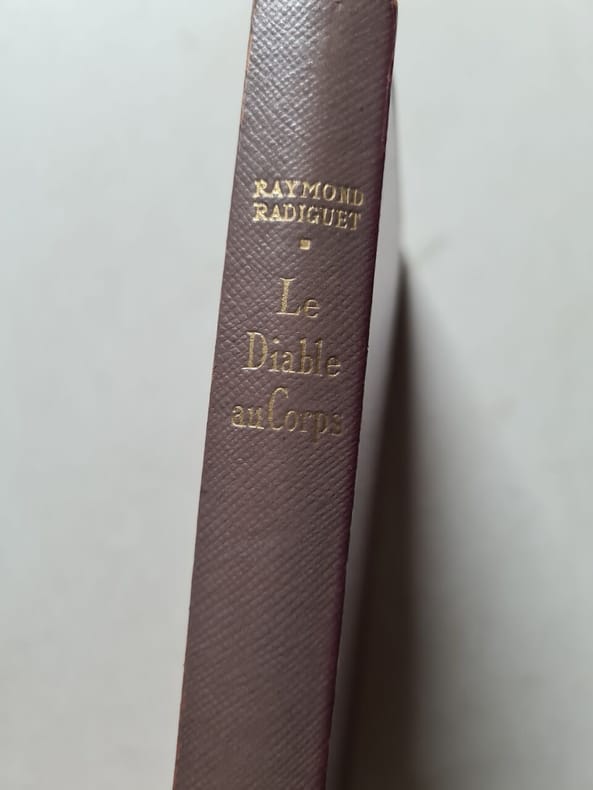 RAYMOND
RADIGUET
Le
Diable
au Corps